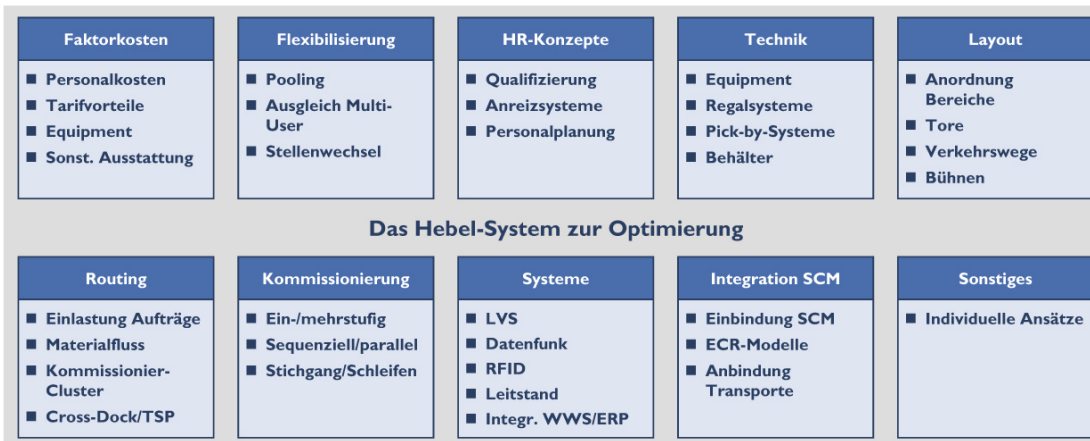 Faktorkosten
■ Personalkosten
■ Tarifvorteile
■ Equipment
■ Sonst. Ausstattung
Flexibilisierung
■ Pooling
■ Ausgleich Multi-
User
■ Stellenwechsel
HR-Konzepte
■ Qualifizierung
■ Anreizsysteme
■ Personalplanung
Technik
■ Equipment
■ Regalsysteme
■ Pick-by-Systeme
■ Behälter
Layout
■ Anordnung
Bereiche
■ Tore
■ Verkehrswege
■ Bühnen
Das Hebel-System zur Optimierung
Routing
■ Einlastung Aufträge
■ Materialfluss
■ Kommissionier-
Cluster
■ Cross-Dock/TSP
Kommissionierung
■ Ein-/mehrstufig
■ Sequenziell/parallel
■ Stichgang/Schleifen
Systeme
■ LVS
■ Datenfunk
■ RFID
■ Leitstand
■ Integr. WWS/ERP
Integration SCM
■ Einbindung SCM
■ ECR-Modelle
■ Anbindung
Transporte
Sonstiges
■ Individuelle Ansätze